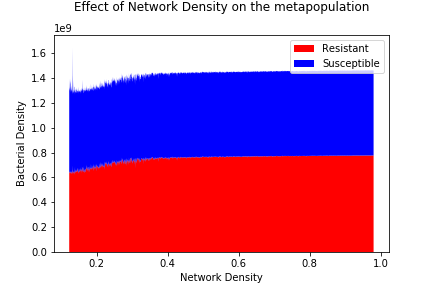 Effect of Network Density on the metapopulation
1e9
1.6
1.4
1.2
1.0
0.8
0.6
0.4
0.2
0.0
Bacterial Density
Resistant
Susceptible
0.2 0.4 0.6 0.8 1.0
Network Density